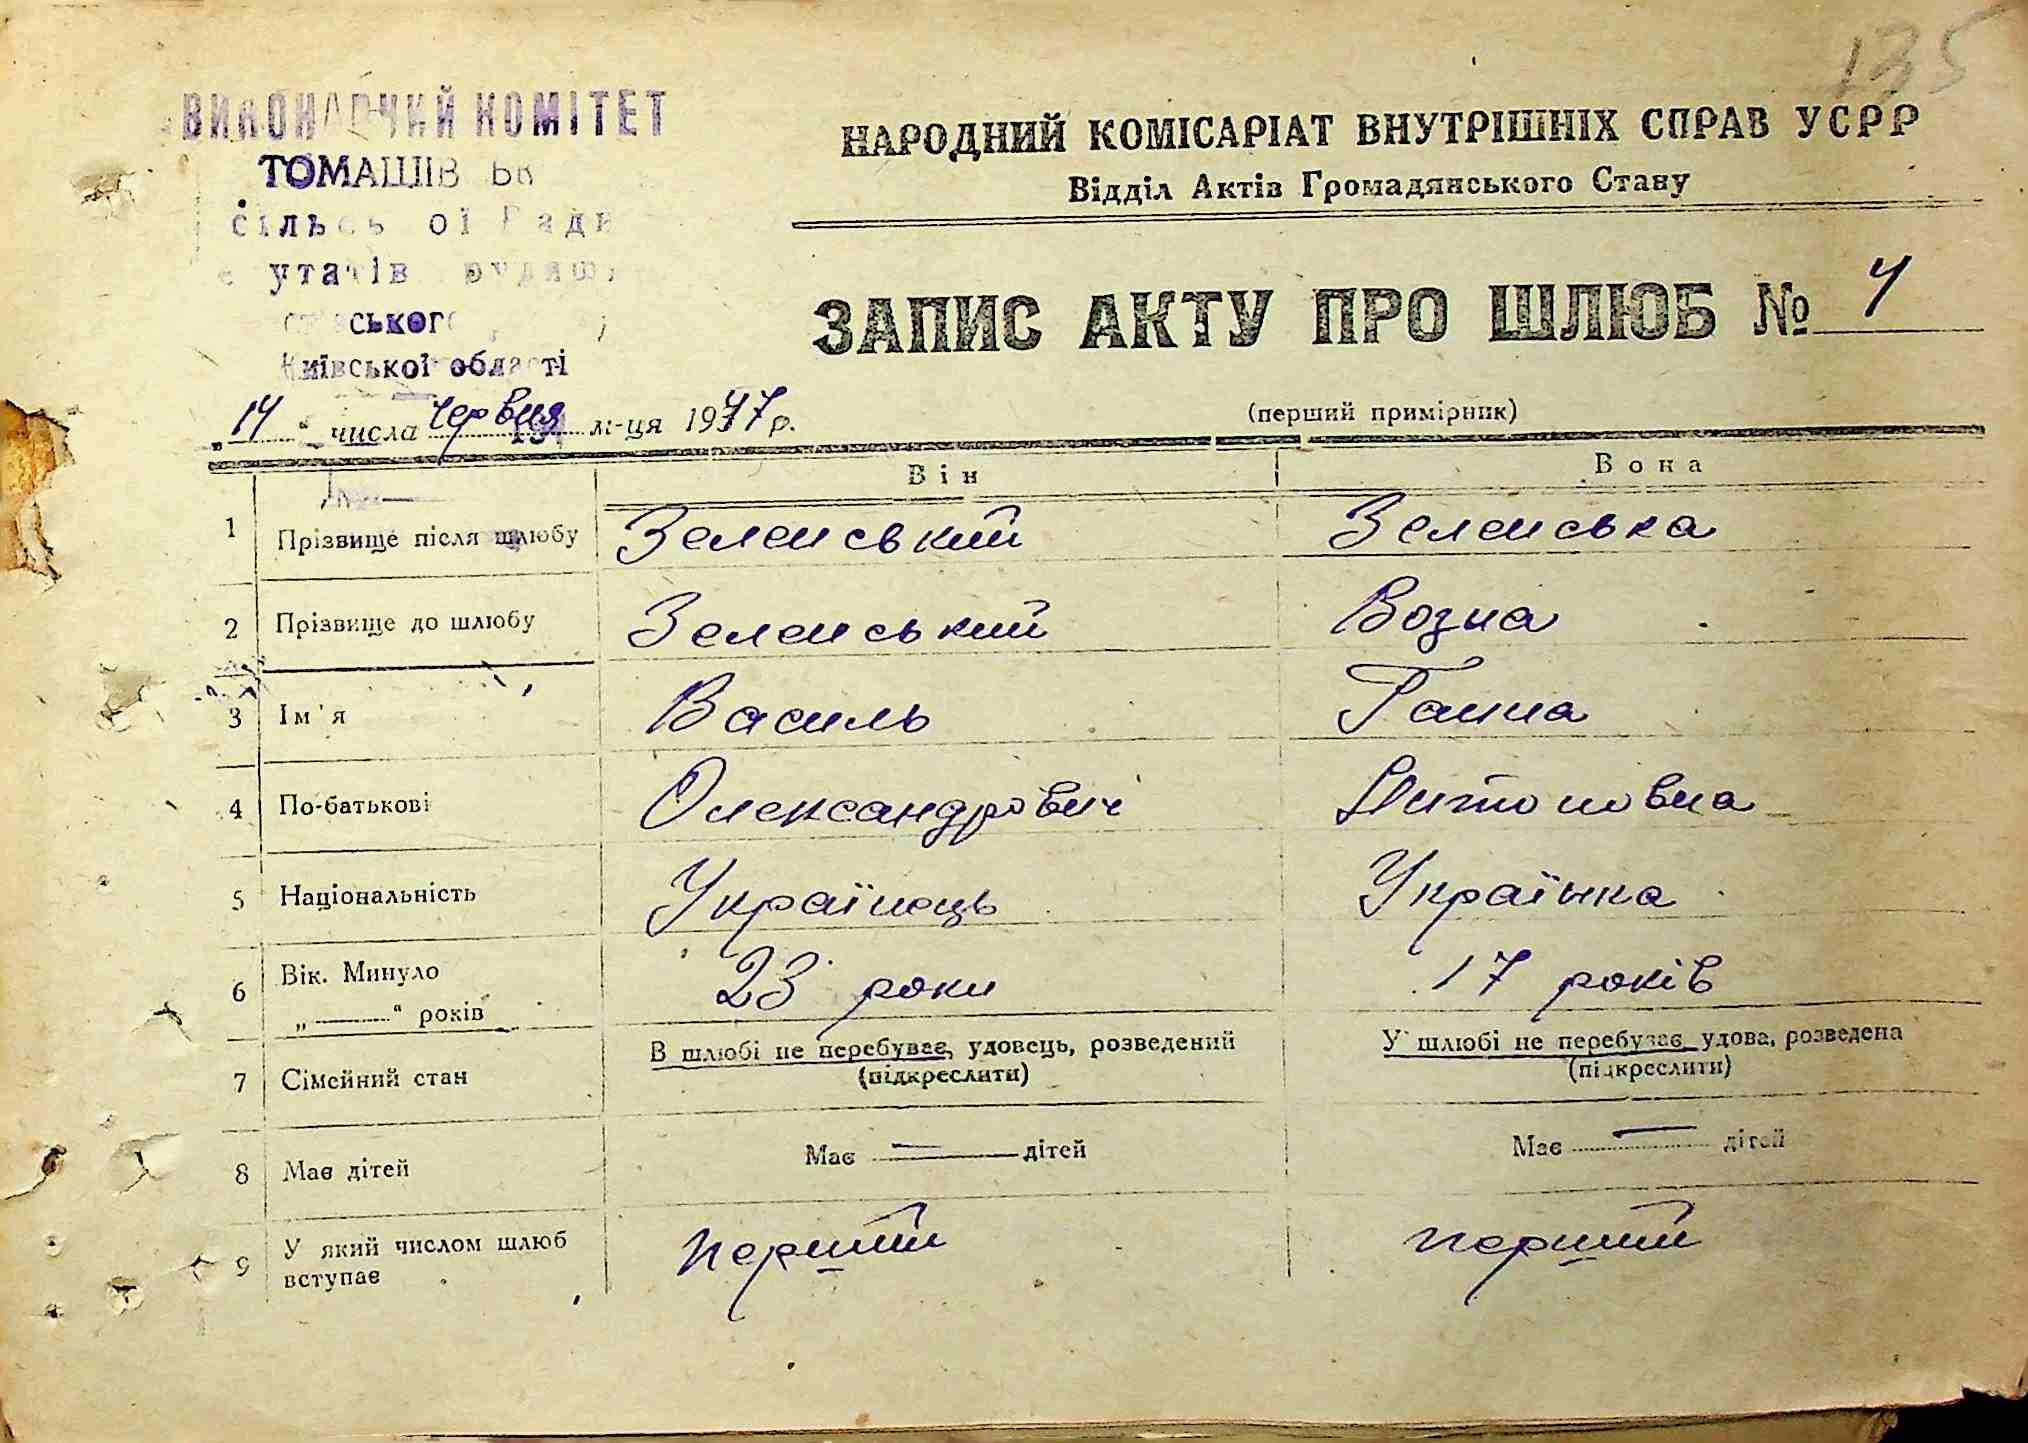 135
ВИКОНАВЧИЙ КОМІТЕТ
НАРОДНИЙ КОМІСАРІАТ ВНУТРІШНІХ СПРАВ УСРР
Відділ Актів Громадянського Стану
ЗАПИС АКТУ ПРО ШЛЮБ № 4
Київської області
„14“ числа червня м-ця 1947 р.
(перший примірник)
Він Вона
1 Прізвище після шлюбу Зеленський Зеленська
2 Прізвище до шлюбу Зеленський Возна
3 Ім'я Василь Ганна
4 По-батькові Олександрович Антоновна
5 Національність Українець Українка
6 Вік. Минуло „ “ років 23 роки 17 років
7 Сімейний стан В шлюбі не перебуває, удовець, розведений У шлюбі не перебуває удова, розведена
(підкреслити) (підкреслити)
8 Має дітей Має — дітей Має — дітей
9 У який числом шлюб вступає перший перший